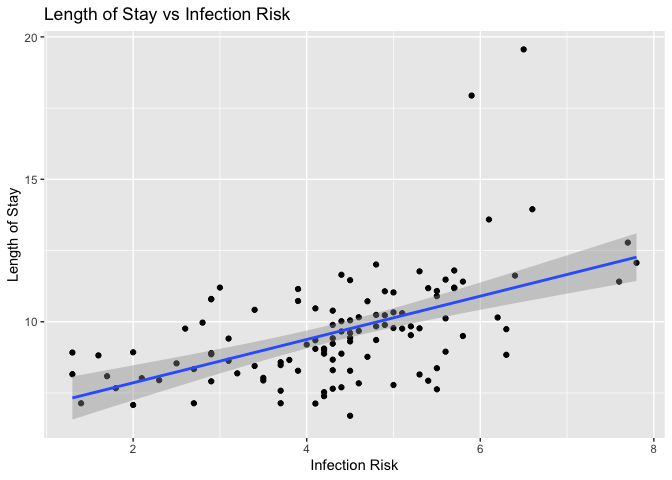 Length of Stay vs Infection Risk
20
15
10
Length of Stay
2 4 6 8
Infection Risk